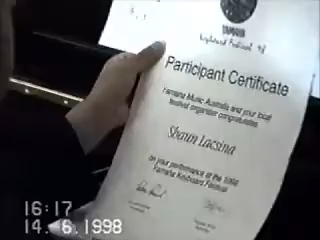 YAMAHA
Keyboard Festival 98
Participant Certificate
Yamaha Music Australia and your local
festival organiser congratulates
Shaun Lacsina
on your performance at the 1998
Yamaha Keyboard Festival
16:17
14. 6.1998